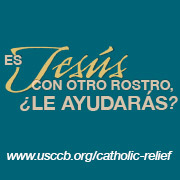 ES Jesús
CON OTRO ROSTRO,
¿LE AYUDARÁS?
www.usccb.org/catholic-relief